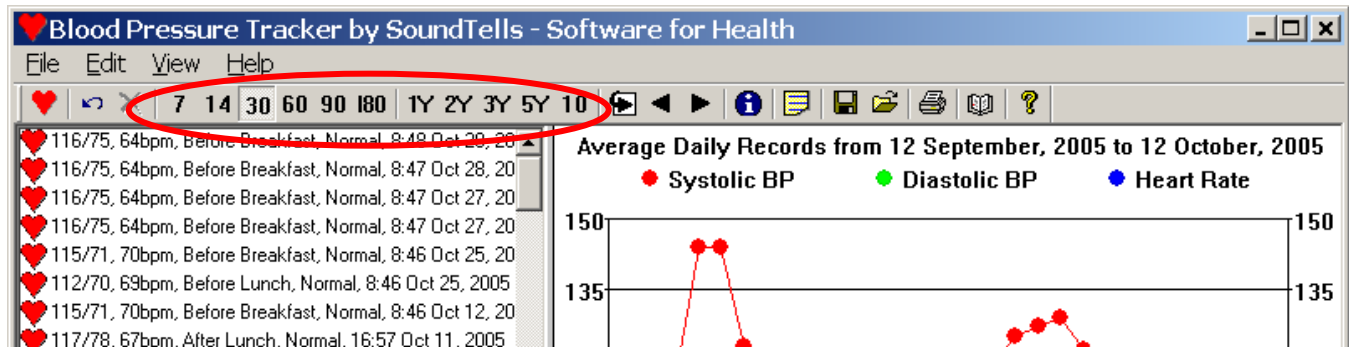 Blood Pressure Tracker by SoundTells - Software for Health
File Edit View Help
7 14 30 60 90 180 1Y 2Y 3Y 5Y 10
116/75, 64bpm, Before Breakfast, Normal, 8:48 Oct 29, 20
116/75, 64bpm, Before Breakfast, Normal, 8:47 Oct 28, 20
116/75, 64bpm, Before Breakfast, Normal, 8:47 Oct 27, 20
116/75, 64bpm, Before Breakfast, Normal, 8:47 Oct 27, 20
115/71, 70bpm, Before Breakfast, Normal, 8:46 Oct 25, 20
112/70, 69bpm, Before Lunch, Normal, 8:46 Oct 25, 2005
115/71, 70bpm, Before Breakfast, Normal, 8:46 Oct 12, 20
117/78, 67bpm, After Lunch, Normal, 16:57 Oct 11, 2005
Average Daily Records from 12 September, 2005 to 12 October, 2005
Systolic BP Diastolic BP Heart Rate
150 150
135 135